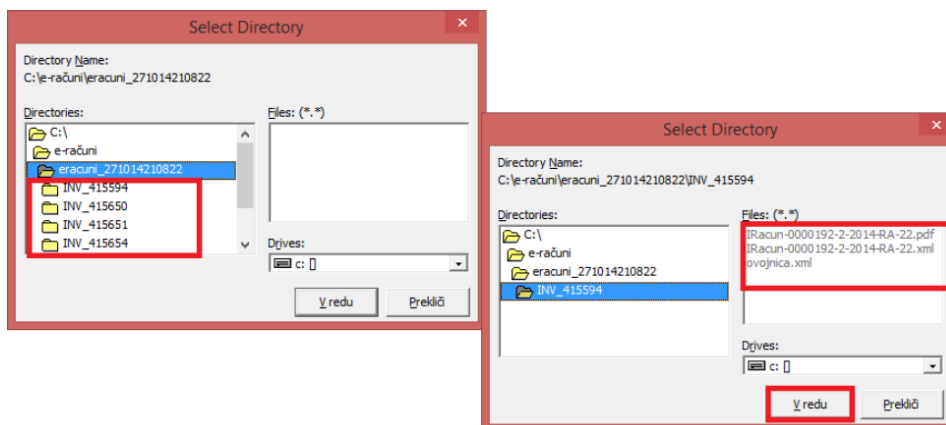 Select Directory
Directory Name:
C:\e-računi\eracuni_271014210822
Directories:
Files: (*.*)
C:\
e-računi
eracuni_271014210822
INV_415594
INV_415650
INV_415651
INV_415654
Drives:
c: []
V redu
Prekliči
Select Directory
Directory Name:
C:\e-računi\eracuni_271014210822\INV_415594
Directories:
Files: (*.*)
C:\
e-računi
eracuni_271014210822
INV_415594
IRacun-0000192-2-2014-RA-22.pdf
IRacun-0000192-2-2014-RA-22.xml
ovojnica.xml
Drives:
c: []
V redu
Prekliči